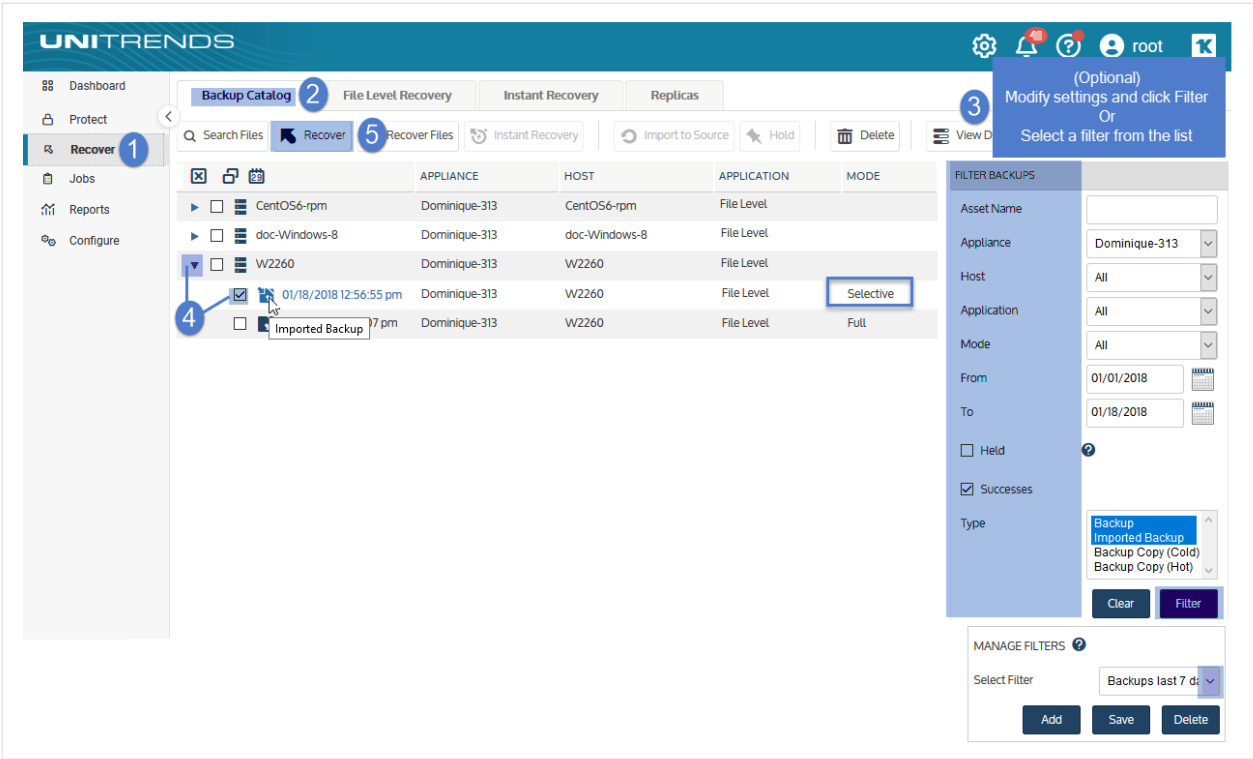 UNITRENDS
root
Dashboard
Protect
Recover
Jobs
Reports
Configure
1
Backup Catalog
2
File Level Recovery
Instant Recovery
Replicas
3
(Optional)
Modify settings and click Filter
Or
Select a filter from the list
Search Files
Recover
5
Recover Files
Instant Recovery
Import to Source
Hold
Delete
View D
APPLIANCE HOST APPLICATION MODE
CentOS6-rpm Dominique-313 CentOS6-rpm File Level
doc-Windows-8 Dominique-313 doc-Windows-8 File Level
W2260 Dominique-313 W2260 File Level
01/18/2018 12:56:55 pm Dominique-313 W2260 File Level Selective
4
Imported Backup
07 pm Dominique-313 W2260 File Level Full
FILTER BACKUPS
Asset Name
Appliance Dominique-313
Host All
Application All
Mode All
From 01/01/2018
To 01/18/2018
Held
Successes
Type
Backup
Imported Backup
Backup Copy (Cold)
Backup Copy (Hot)
Clear Filter
MANAGE FILTERS
Select Filter Backups last 7 da
Add Save Delete